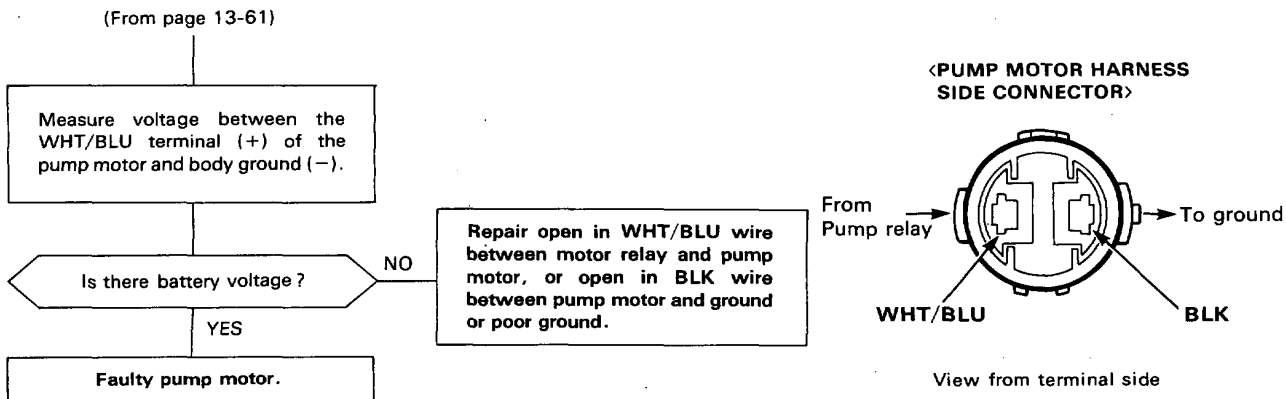 (From page 13-61)
Measure voltage between the
WHT/BLU terminal (+) of the
pump motor and body ground (−).
Is there battery voltage?
NO
YES
Repair open in WHT/BLU wire
between motor relay and pump
motor, or open in BLK wire
between pump motor and ground
or poor ground.
Faulty pump motor.
<PUMP MOTOR HARNESS
SIDE CONNECTOR>
From
Pump relay
To ground
WHT/BLU
BLK
View from terminal side